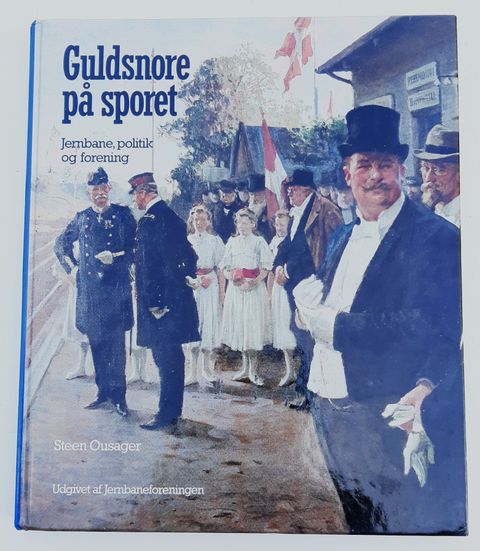 Guldsnore
på sporet
Jernbane, politik
og forening
Steen Ousager
Udgivet af Jernbaneforeningen